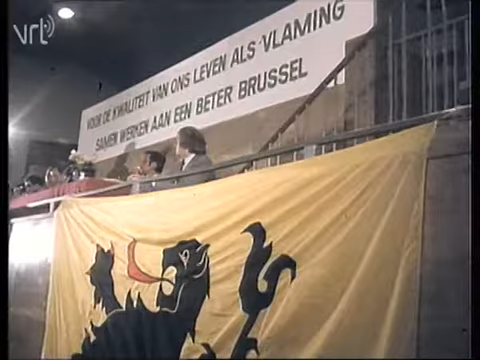 vrt
VOOR DE KWALITEIT VAN ONS LEVEN ALS VLAMING
SAMEN WERKEN AAN EEN BETER BRUSSEL